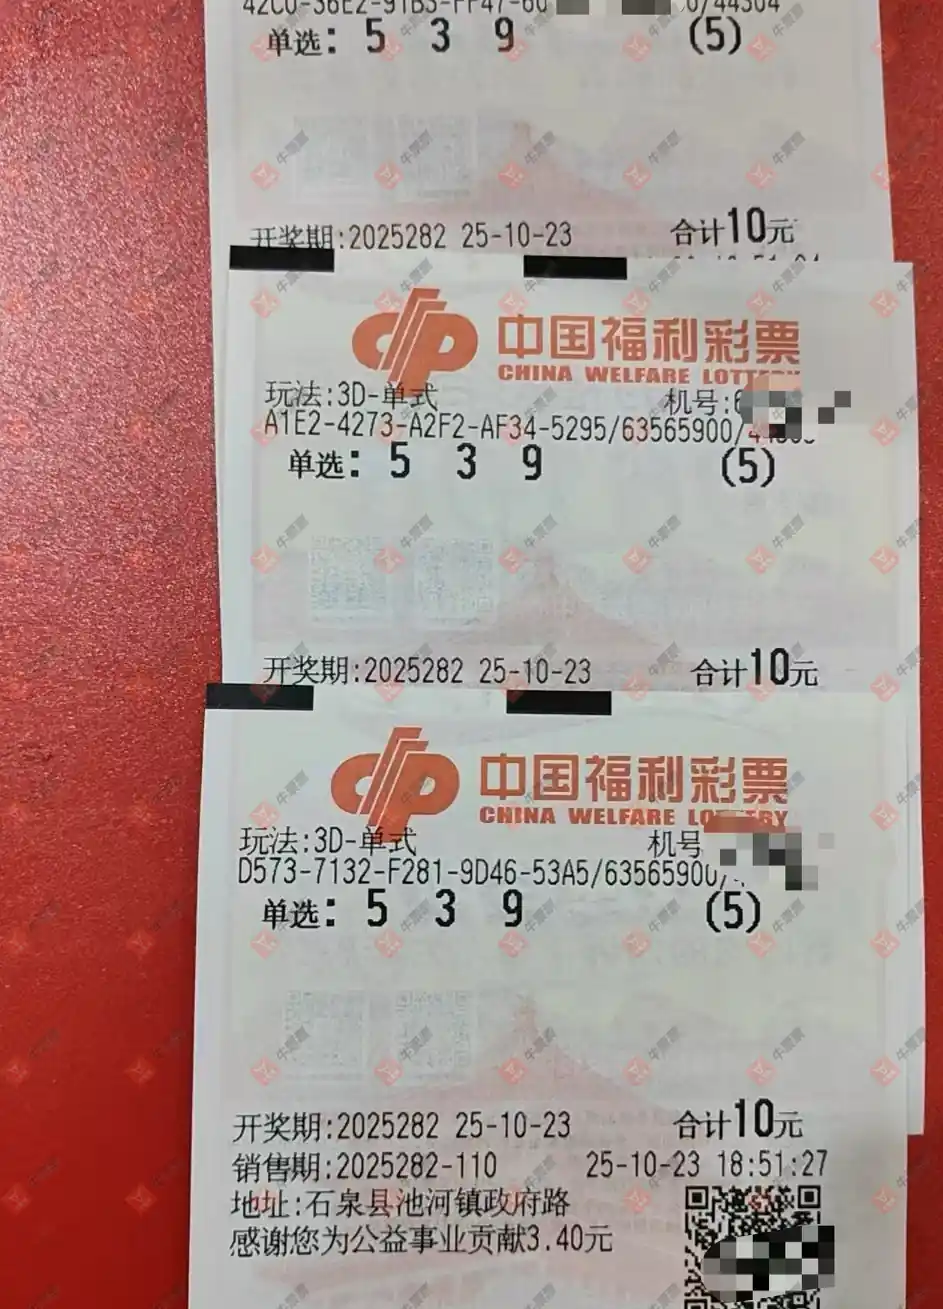 42C0-36E2-91B3-FF47-60
单选: 5 3 9 (5)
开奖期:2025282 25-10-23 合计10元
中国福利彩票
CHINA WELFARE LOTTERY
玩法:3D-单式 机号:6
A1E2-4273-A2F2-AF34-5295/63565900/
单选: 5 3 9 (5)
开奖期:2025282 25-10-23 合计10元
中国福利彩票
CHINA WELFARE LOTTERY
玩法:3D-单式 机号
D573-7132-F281-9D46-53A5/63565900/
单选: 5 3 9 (5)
开奖期:2025282 25-10-23 合计10元
销售期:2025282-110 25-10-23 18:51:27
地址:石泉县池河镇政府路
感谢您为公益事业贡献3.40元